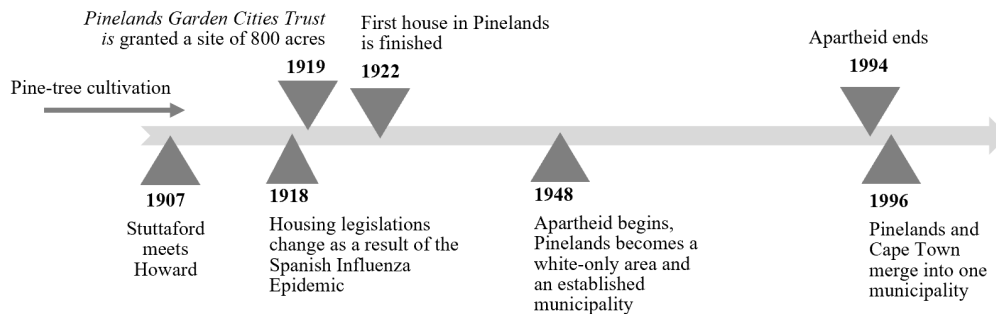 Pinelands Garden Cities Trust
is granted a site of 800 acres
1919
First house in Pinelands
is finished
1922
Apartheid ends
1994
Pine-tree cultivation
1907
Stuttaford
meets
Howard
1918
Housing legislations
change as a result of the
Spanish Influenza
Epidemic
1948
Apartheid begins,
Pinelands becomes a
white-only area and
an established
municipality
1996
Pinelands and
Cape Town
merge into one
municipality